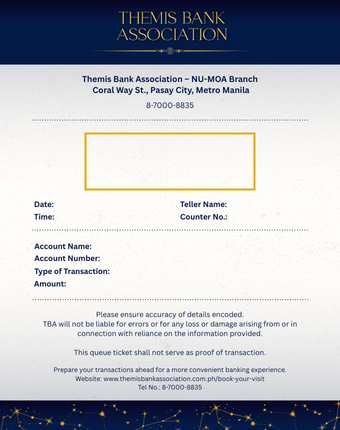 THEMIS BANK
ASSOCIATION
Themis Bank Association – NU-MOA Branch
Coral Way St., Pasay City, Metro Manila
8-7000-8835
Date:
Teller Name:
Time:
Counter No.:
Account Name:
Account Number:
Type of Transaction:
Amount:
Please ensure accuracy of details encoded.
TBA will not be liable for errors or for any loss or damage arising from or in
connection with reliance on the information provided.
This queue ticket shall not serve as proof of transaction.
Prepare your transactions ahead for a more convenient banking experience.
Website: www.themisbankassociation.com.ph/book-your-visit
Tel No.: 8-7000-8835